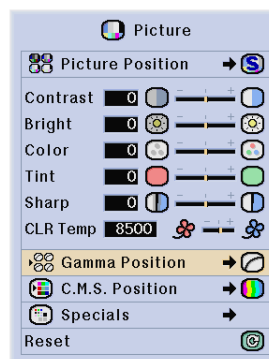 Picture
Picture Position S
Contrast 0 - +
Bright 0 - +
Color 0 - +
Tint 0 - +
Sharp 0 - +
CLR Temp 8500 - +
Gamma Position
C.M.S. Position
Specials
Reset